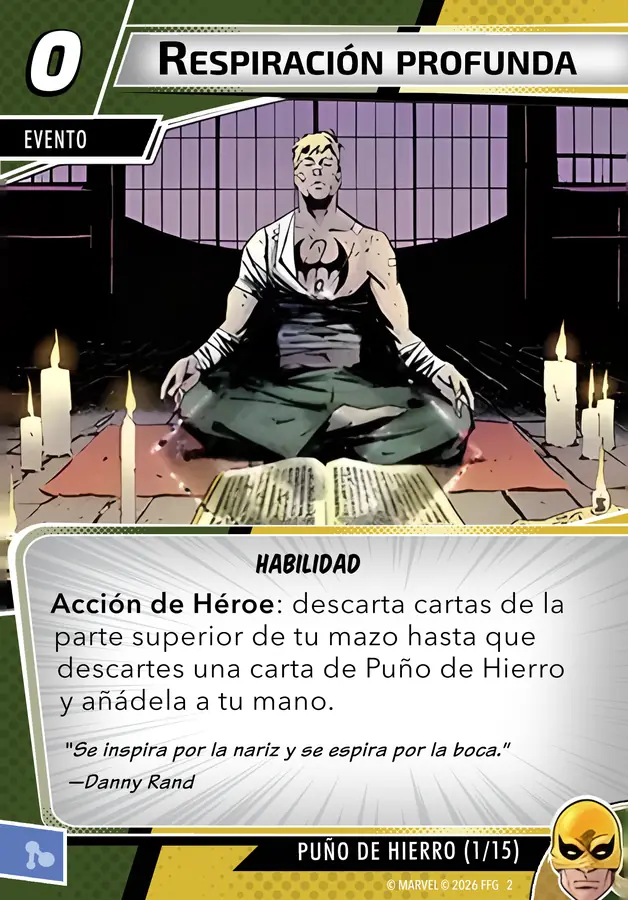 0
RESPIRACIÓN PROFUNDA
EVENTO
HABILIDAD
Acción de Héroe: descarta cartas de la
parte superior de tu mazo hasta que
descartes una carta de Puño de Hierro
y añádela a tu mano.
"Se inspira por la nariz y se espira por la boca."
—Danny Rand
PUÑO DE HIERRO (1/15)
© MARVEL © 2026 FFG 2